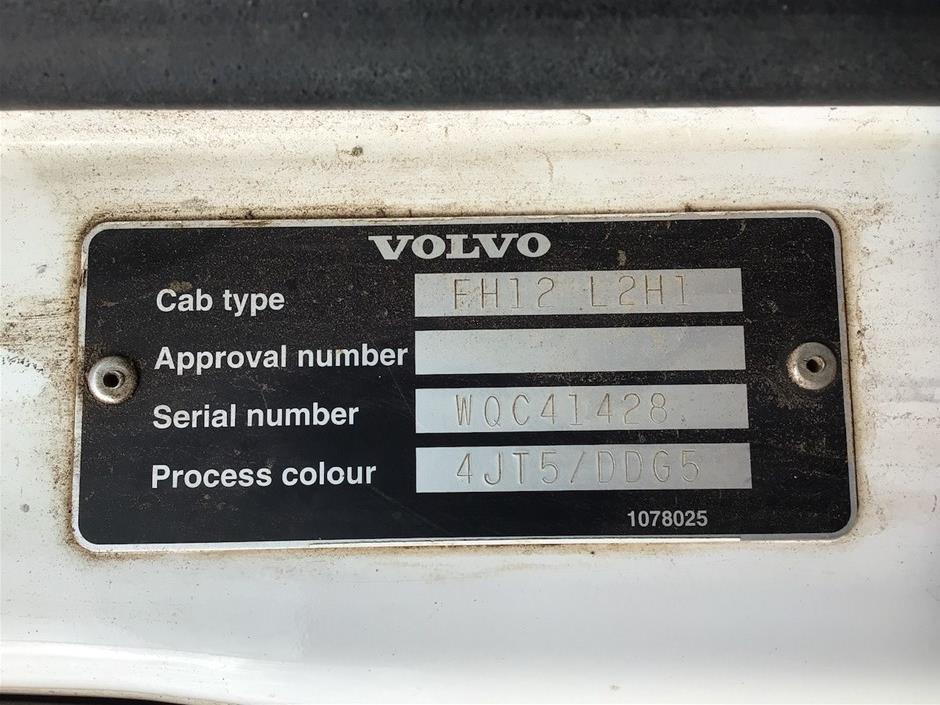 VOLVO
Cab type FH12 L2H1
Approval number
Serial number WQC41428
Process colour 4JT5/DDG5
1078025